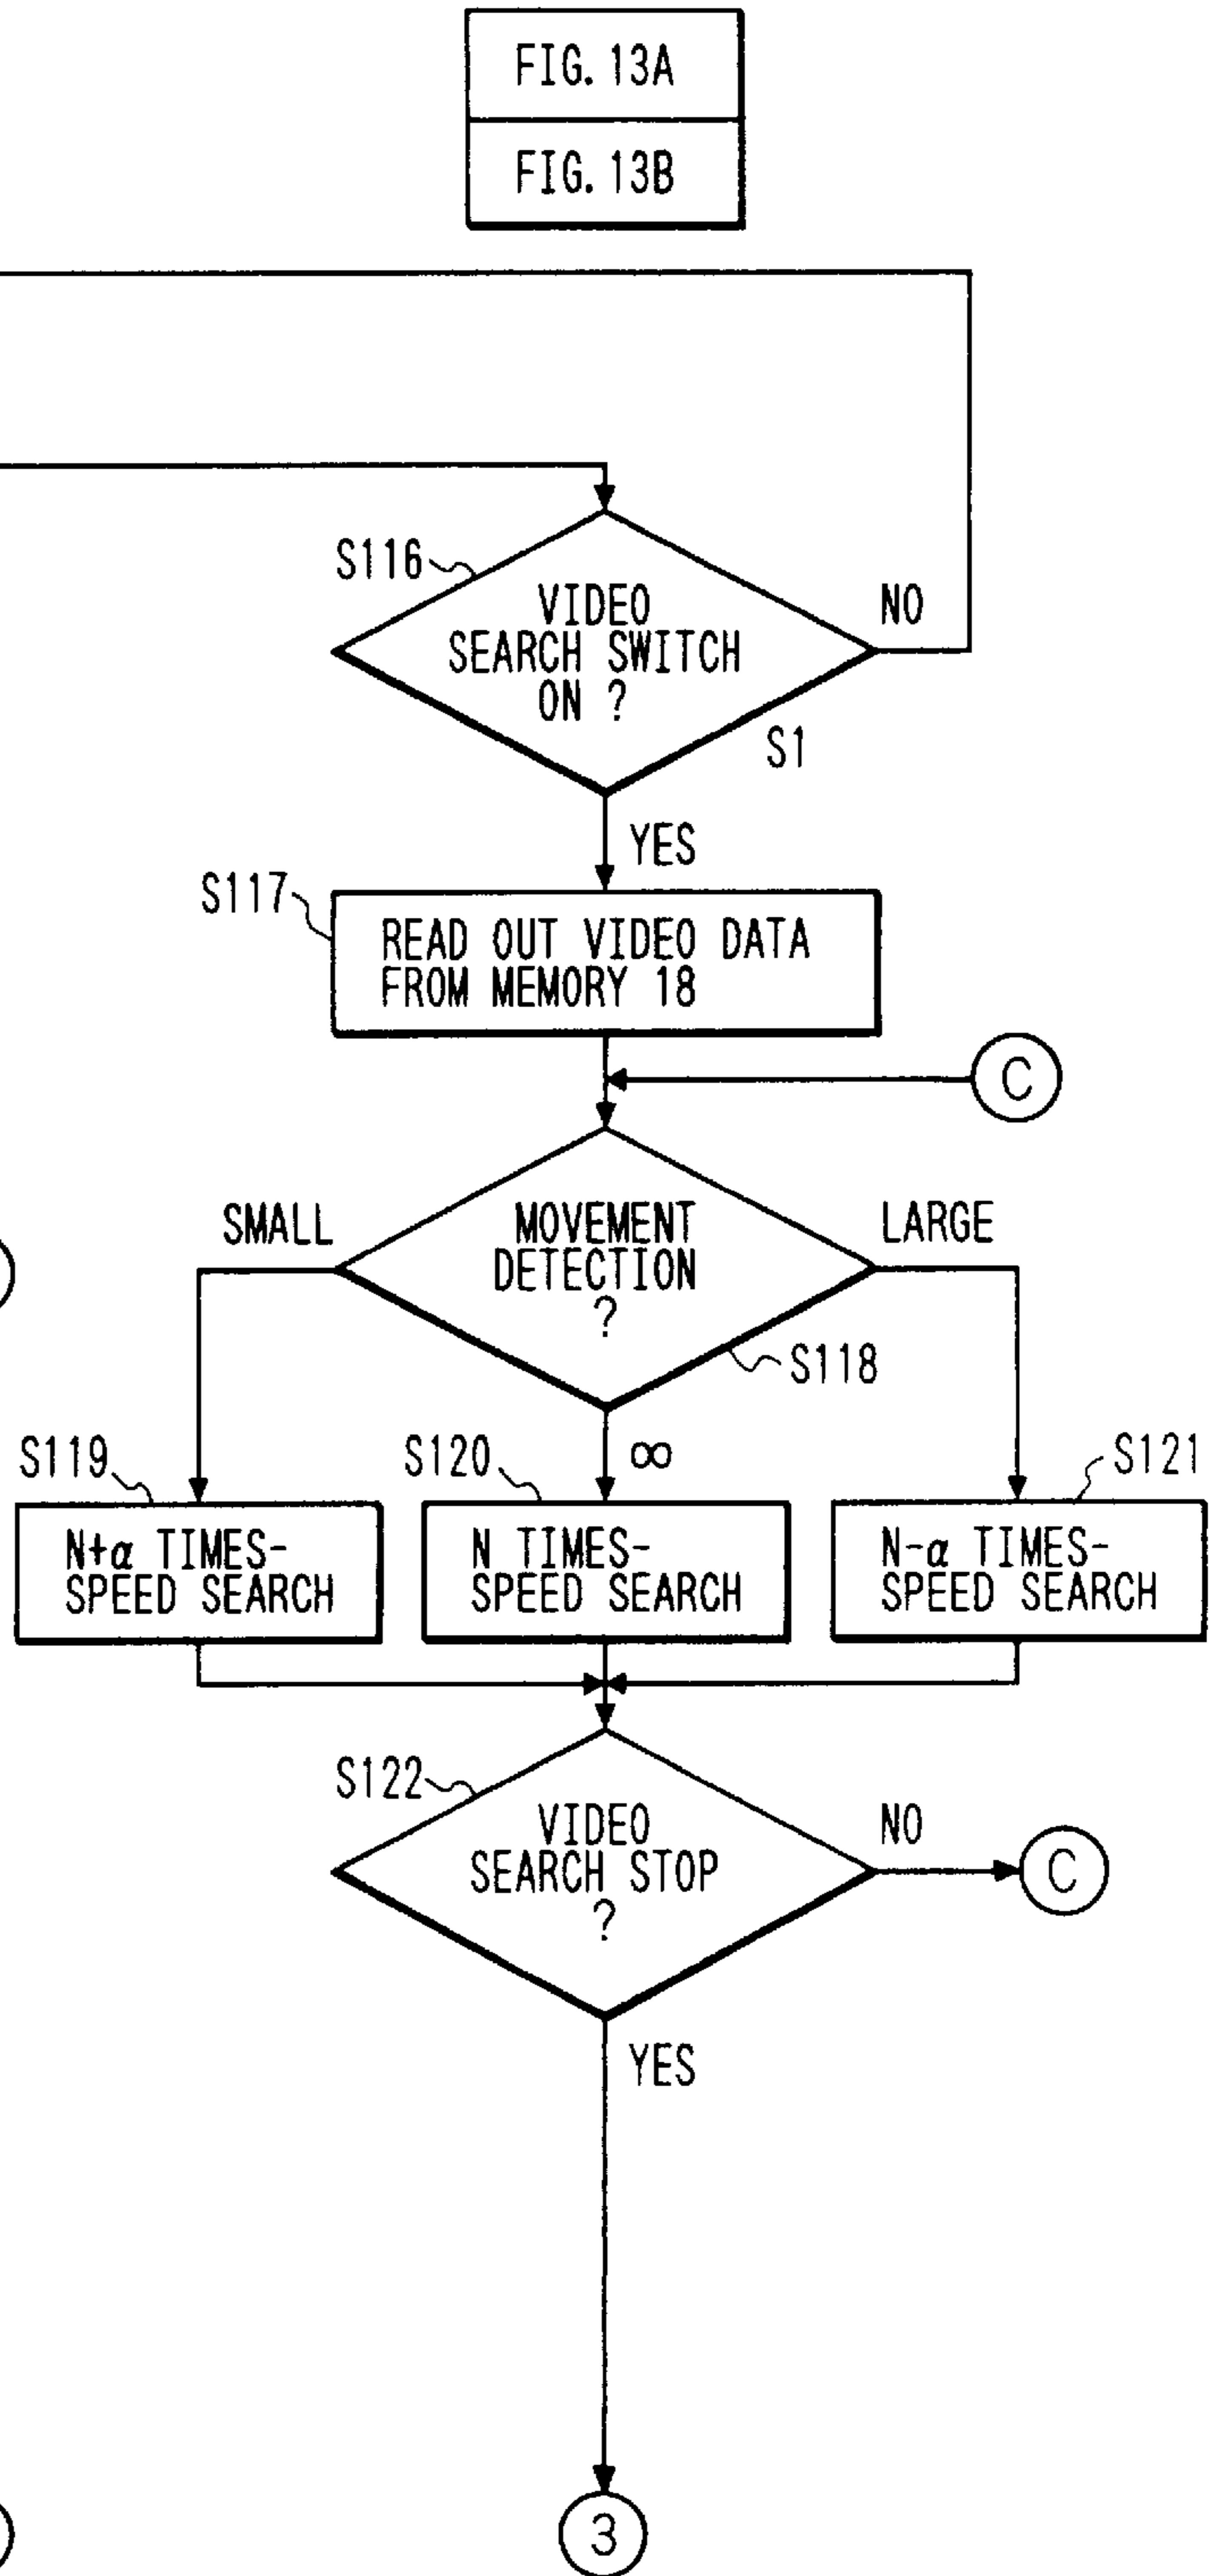 FIG. 13A
FIG. 13B
S116
VIDEO
SEARCH SWITCH
ON ?
NO
S1
YES
S117
READ OUT VIDEO DATA
FROM MEMORY 18
C
SMALL
MOVEMENT
DETECTION
?
LARGE
S118
S119
S120
∞
S121
N+α TIMES-
SPEED SEARCH
N TIMES-
SPEED SEARCH
N-α TIMES-
SPEED SEARCH
S122
VIDEO
SEARCH STOP
?
NO
C
YES
3